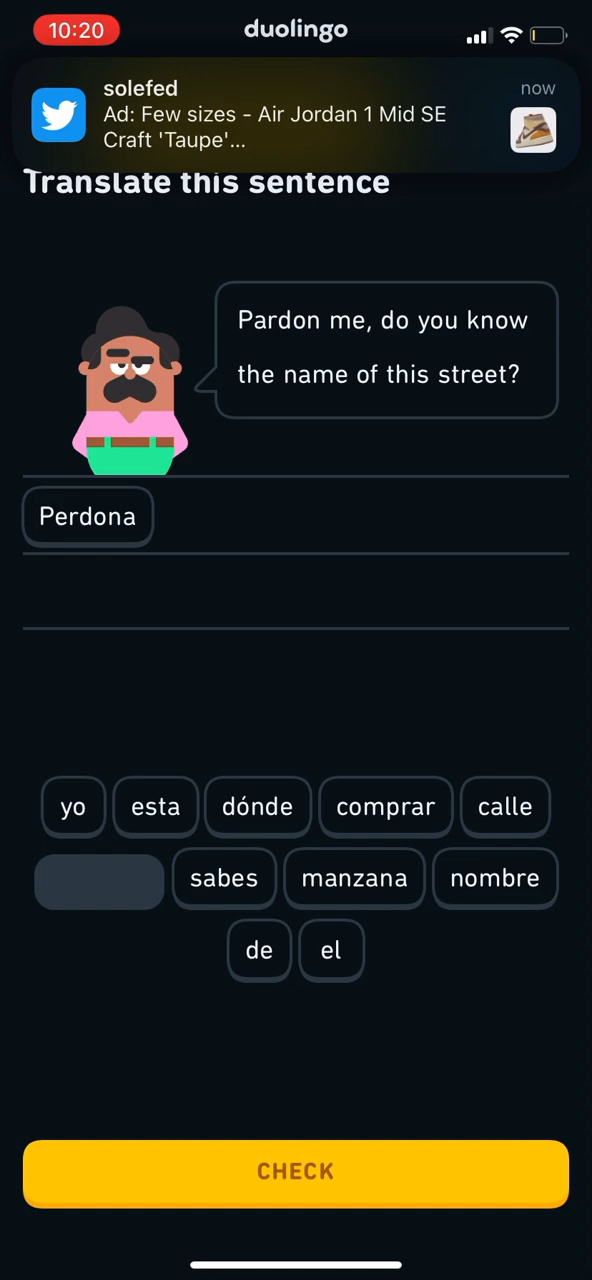 10:20
duolingo
solefed
now
Ad: Few sizes - Air Jordan 1 Mid SE
Craft 'Taupe'...
Translate this sentence
Pardon me, do you know
the name of this street?
Perdona
yo esta dónde comprar calle
sabes manzana nombre
de el
CHECK